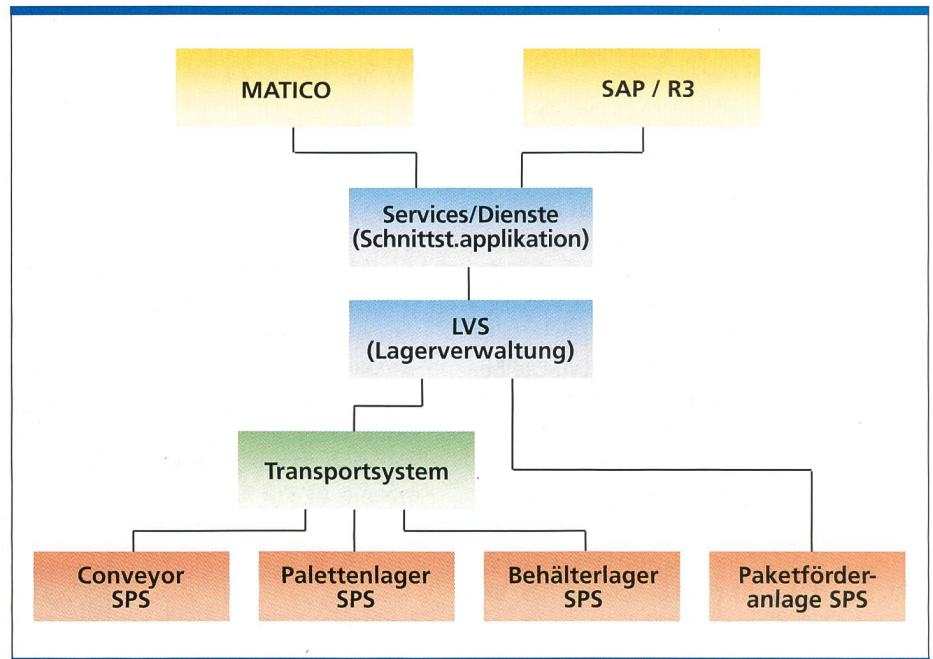 MATICO
SAP / R3
Services/Dienste
(Schnittst.applikation)
LVS
(Lagerverwaltung)
Transportsystem
Conveyor
SPS
Palettenlager
SPS
Behälterlager
SPS
Paketförder-
anlage SPS